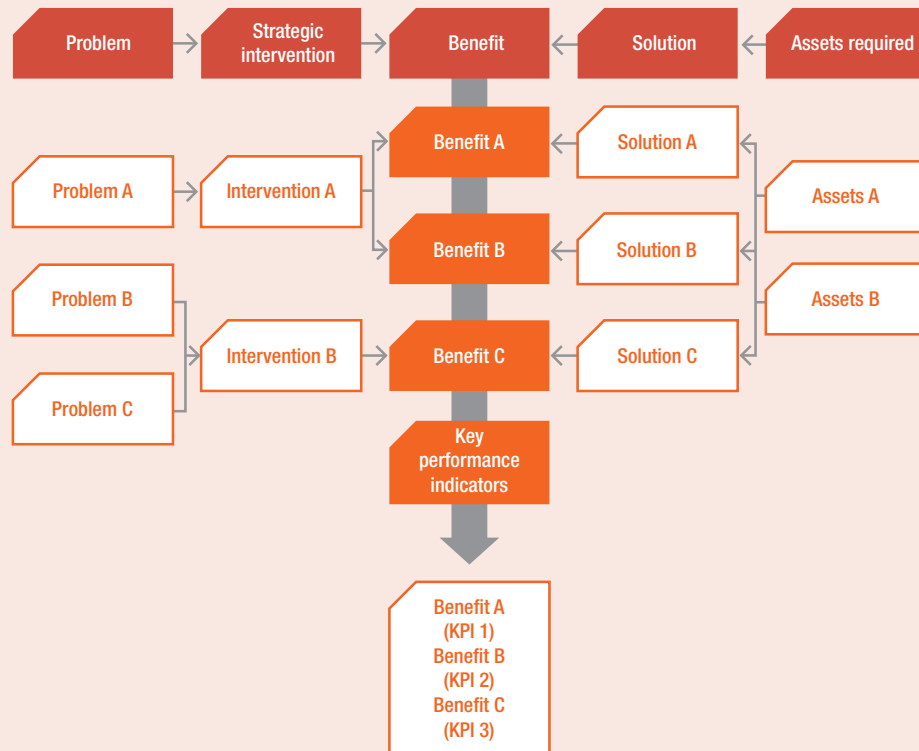 Problem
Strategic
intervention
Benefit
Solution
Assets required
Benefit A
Solution A
Problem A
Intervention A
Assets A
Benefit B
Solution B
Problem B
Assets B
Intervention B
Benefit C
Solution C
Problem C
Key
performance
indicators
Benefit A
(KPI 1)
Benefit B
(KPI 2)
Benefit C
(KPI 3)